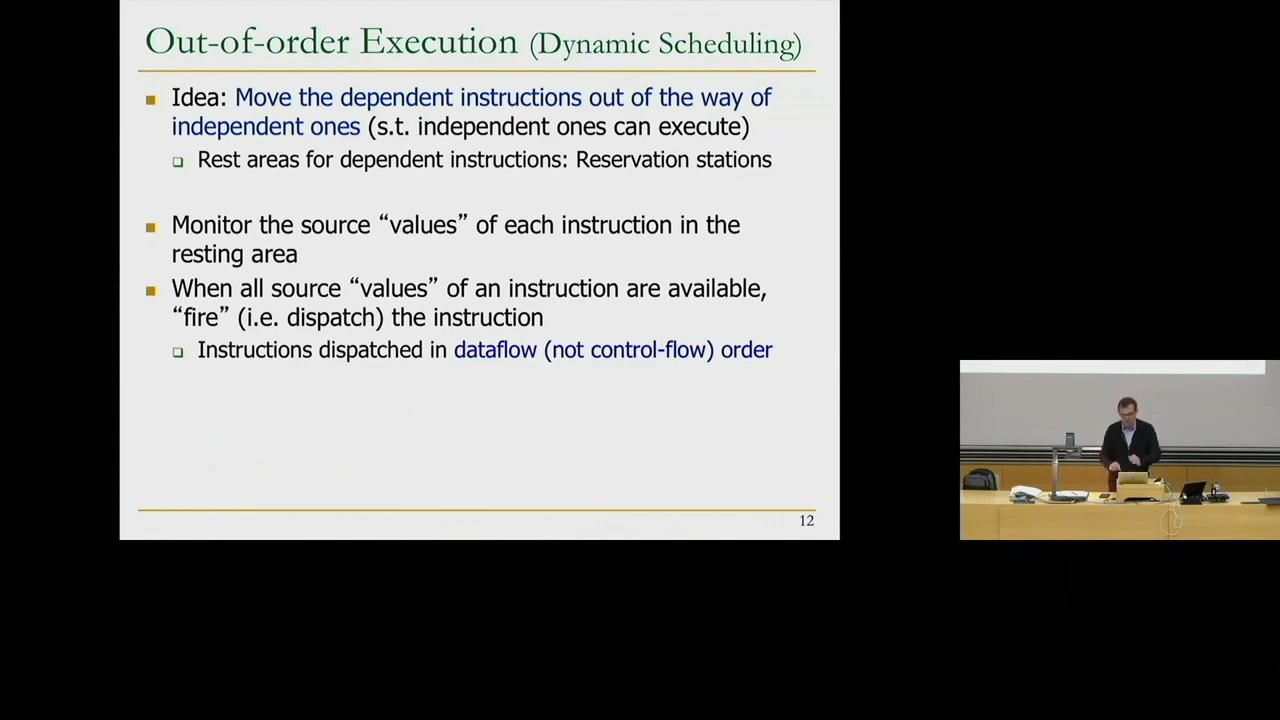 Out-of-order Execution (Dynamic Scheduling)
Idea: Move the dependent instructions out of the way of
independent ones (s.t. independent ones can execute)
Rest areas for dependent instructions: Reservation stations
Monitor the source “values” of each instruction in the
resting area
When all source “values” of an instruction are available,
“fire” (i.e. dispatch) the instruction
Instructions dispatched in dataflow (not control-flow) order
12